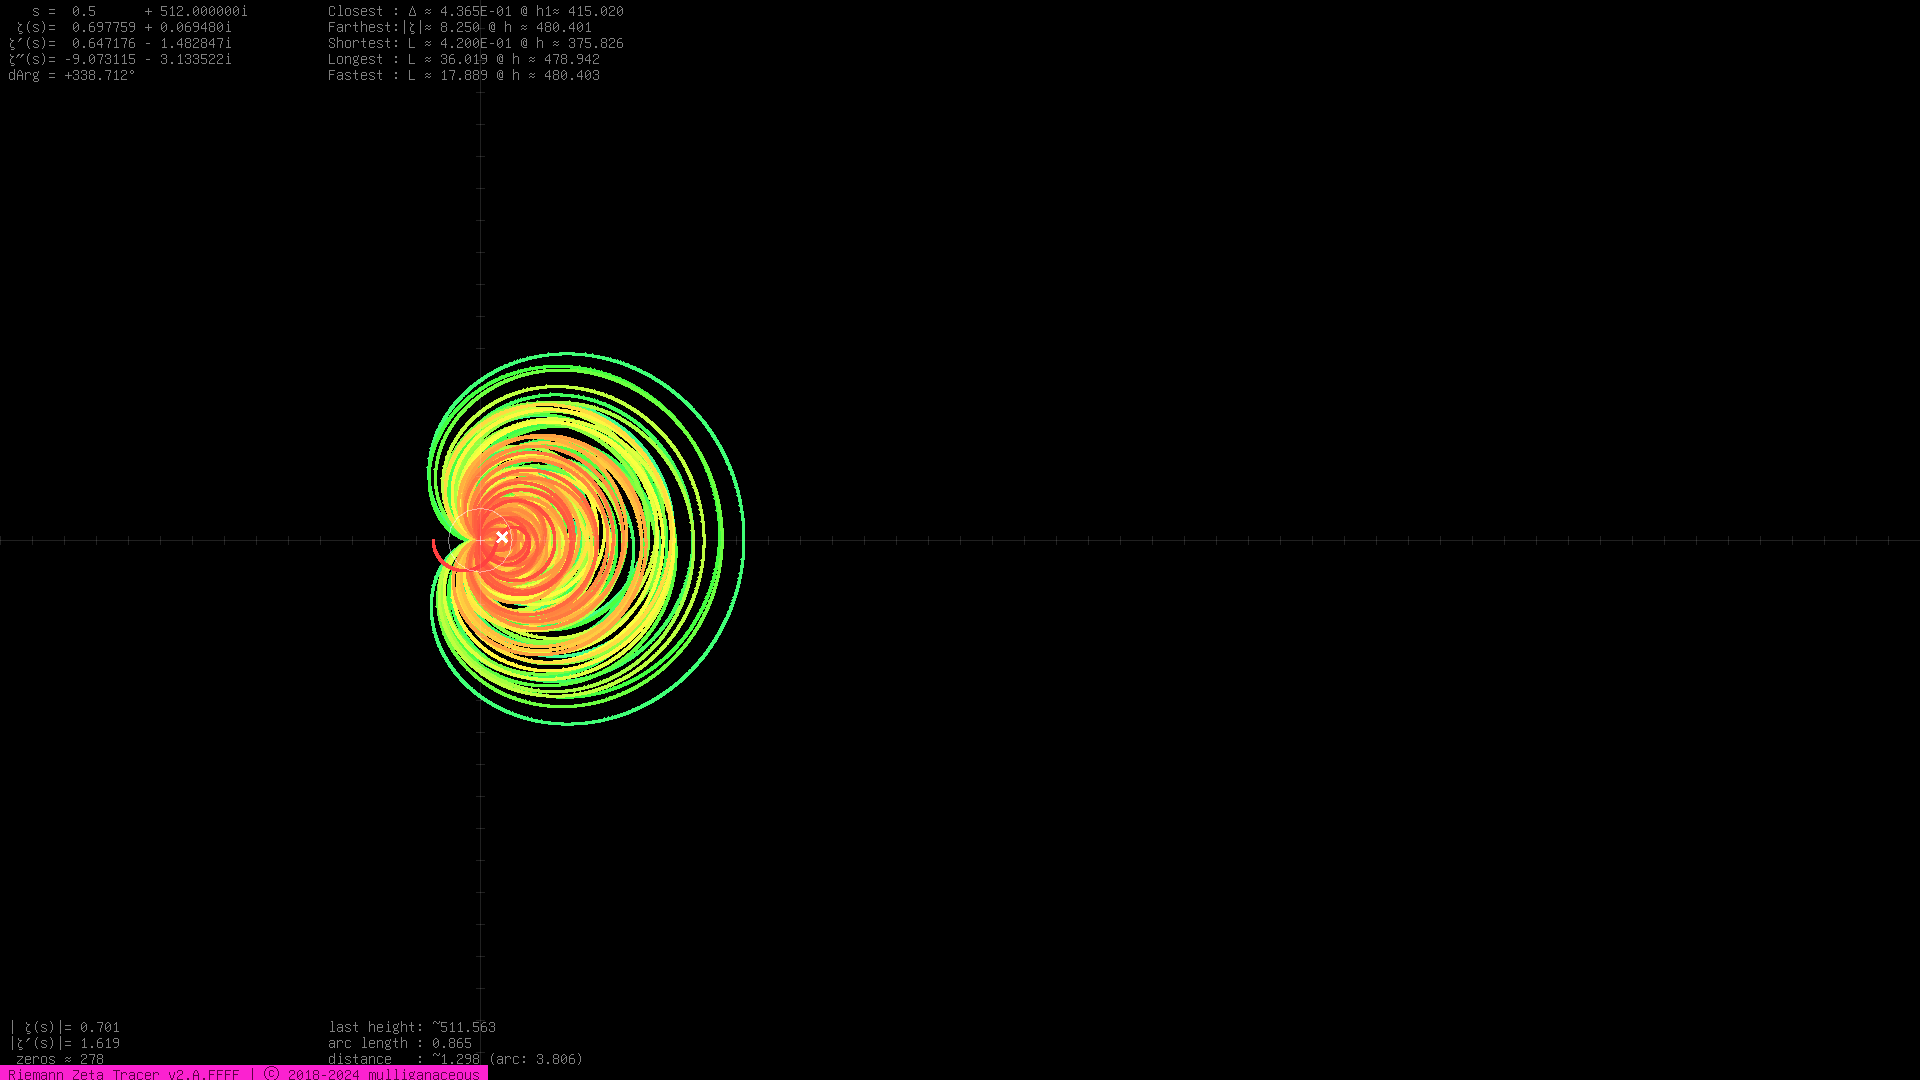 s = 0.5 + 512.000000i
ζ(s)= 0.697759 + 0.069480i
ζ′(s)= 0.647176 - 1.482847i
ζ″(s)= -9.073115 - 3.133522i
dArg = +338.712°
Closest : Δ ≈ 4.365E-01 @ h1≈ 415.020
Farthest:|ζ|≈ 8.250 @ h ≈ 480.401
Shortest: L ≈ 4.200E-01 @ h ≈ 375.826
Longest : L ≈ 36.019 @ h ≈ 478.942
Fastest : L ≈ 17.889 @ h ≈ 480.403
| ζ(s)|= 0.701
|ζ′(s)|= 1.619
zeros ≈ 278
last height: ~511.563
arc length : 0.865
distance : ~1.298 (arc: 3.806)
Riemann Zeta Tracer v2.A.FFFF | © 2018-2024 mulliganaceous